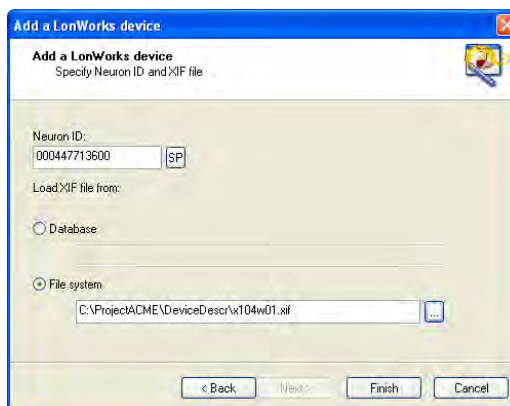 Add a LonWorks device
Add a LonWorks device
Specify Neuron ID and XIF file
Neuron ID:
000447713600 SP
Load XIF file from:
Database
File system
C:\ProjectACME\DeviceDescr\x104w01.xif ...
< Back Next > Finish Cancel